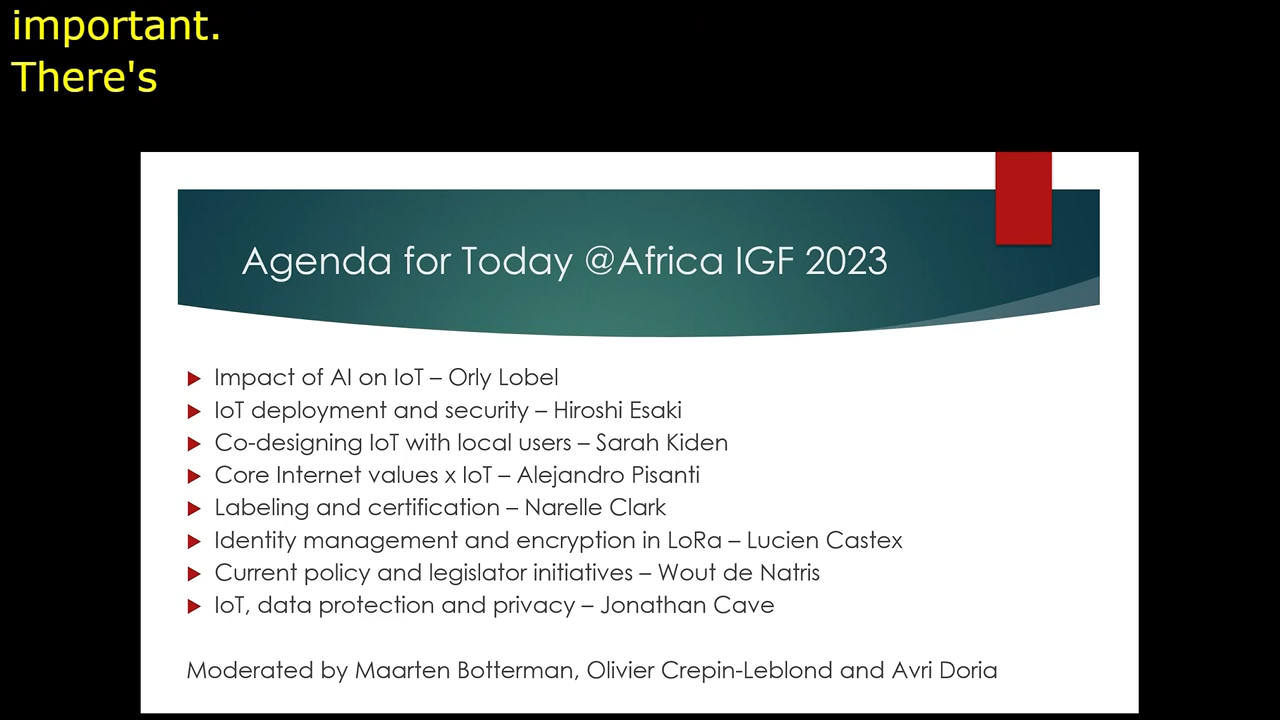 important.
There's
Agenda for Today @Africa IGF 2023
Impact of AI on IoT – Orly Lobel
IoT deployment and security – Hiroshi Esaki
Co-designing IoT with local users – Sarah Kiden
Core Internet values x IoT – Alejandro Pisanti
Labeling and certification – Narelle Clark
Identity management and encryption in LoRa – Lucien Castex
Current policy and legislator initiatives – Wout de Natris
IoT, data protection and privacy – Jonathan Cave
Moderated by Maarten Botterman, Olivier Crepin-Leblond and Avri Doria